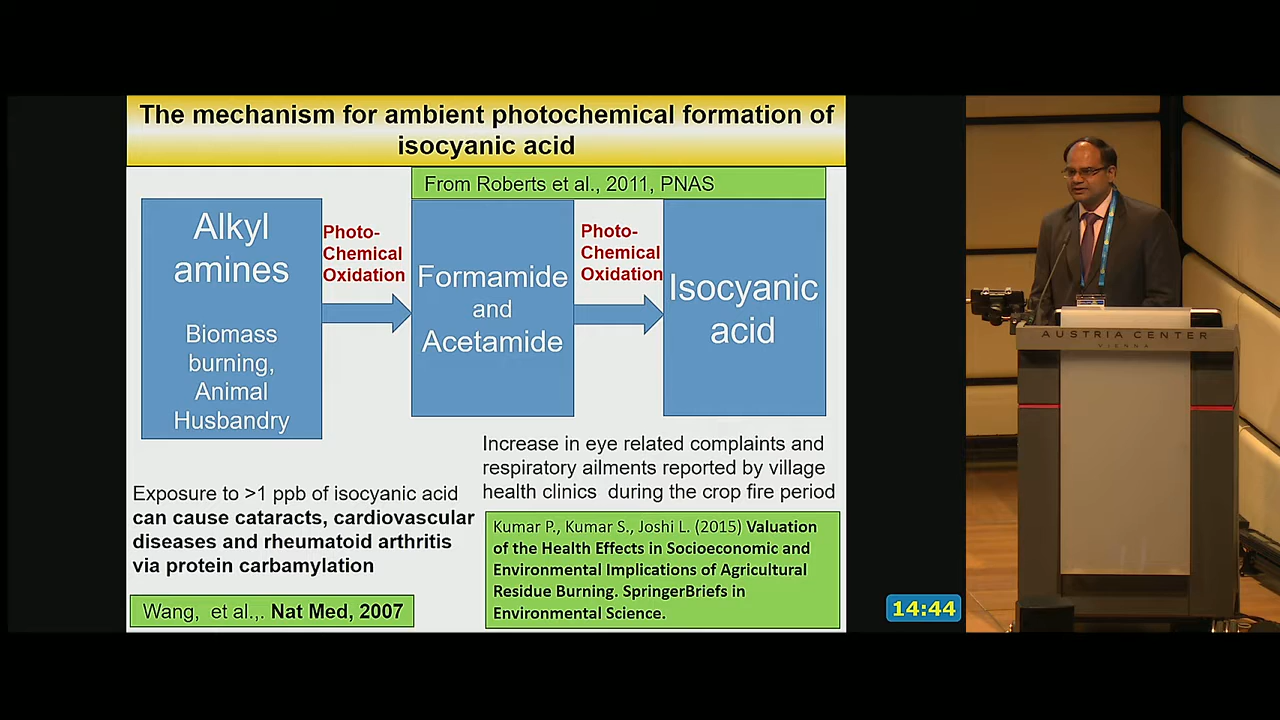 The mechanism for ambient photochemical formation of
isocyanic acid
From Roberts et al., 2011, PNAS
Alkyl
amines
Biomass
burning,
Animal
Husbandry
Photo-
Chemical
Oxidation
Formamide
and
Acetamide
Photo-
Chemical
Oxidation
Isocyanic
acid
Exposure to >1 ppb of isocyanic acid
can cause cataracts, cardiovascular
diseases and rheumatoid arthritis
via protein carbamylation
Wang, et al.,. Nat Med, 2007
Increase in eye related complaints and
respiratory ailments reported by village
health clinics during the crop fire period
Kumar P., Kumar S., Joshi L. (2015) Valuation
of the Health Effects in Socioeconomic and
Environmental Implications of Agricultural
Residue Burning. SpringerBriefs in
Environmental Science.
14:44
AUSTRIA CENTER
VIENNA